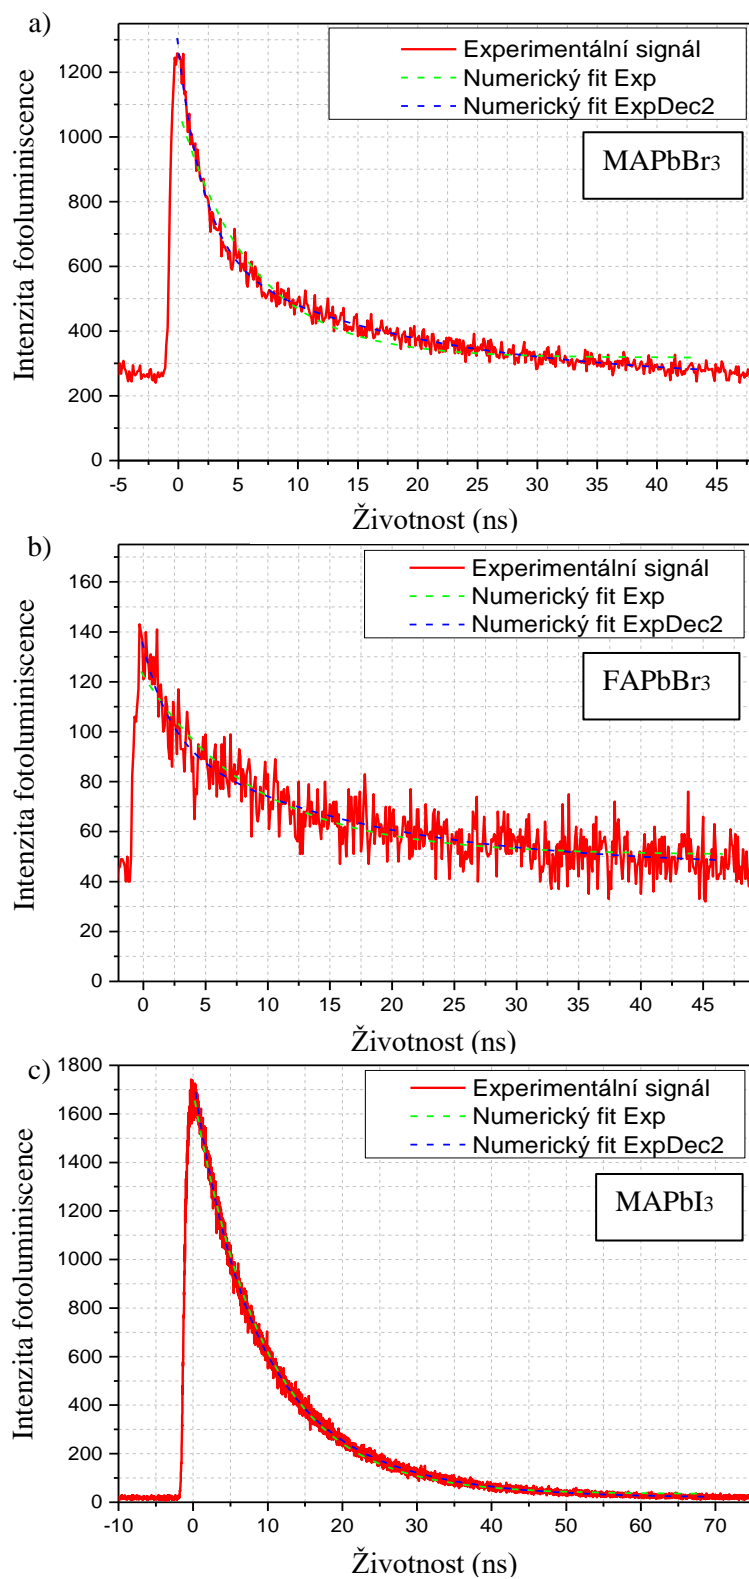 a)
Experimentální signál
Numerický fit Exp
Numerický fit ExpDec2
MAPbBr3
Intenzita fotoluminiscence
1200
1000
800
600
400
200
0
-5 0 5 10 15 20 25 30 35 40 45
Životnost (ns)
b)
Experimentální signál
Numerický fit Exp
Numerický fit ExpDec2
FAPbBr3
Intenzita fotoluminiscence
160
140
120
100
80
60
40
20
0
0 5 10 15 20 25 30 35 40 45
Životnost (ns)
c)
Experimentální signál
Numerický fit Exp
Numerický fit ExpDec2
MAPbI3
Intenzita fotoluminiscence
1800
1600
1400
1200
1000
800
600
400
200
0
-10 0 10 20 30 40 50 60 70
Životnost (ns)